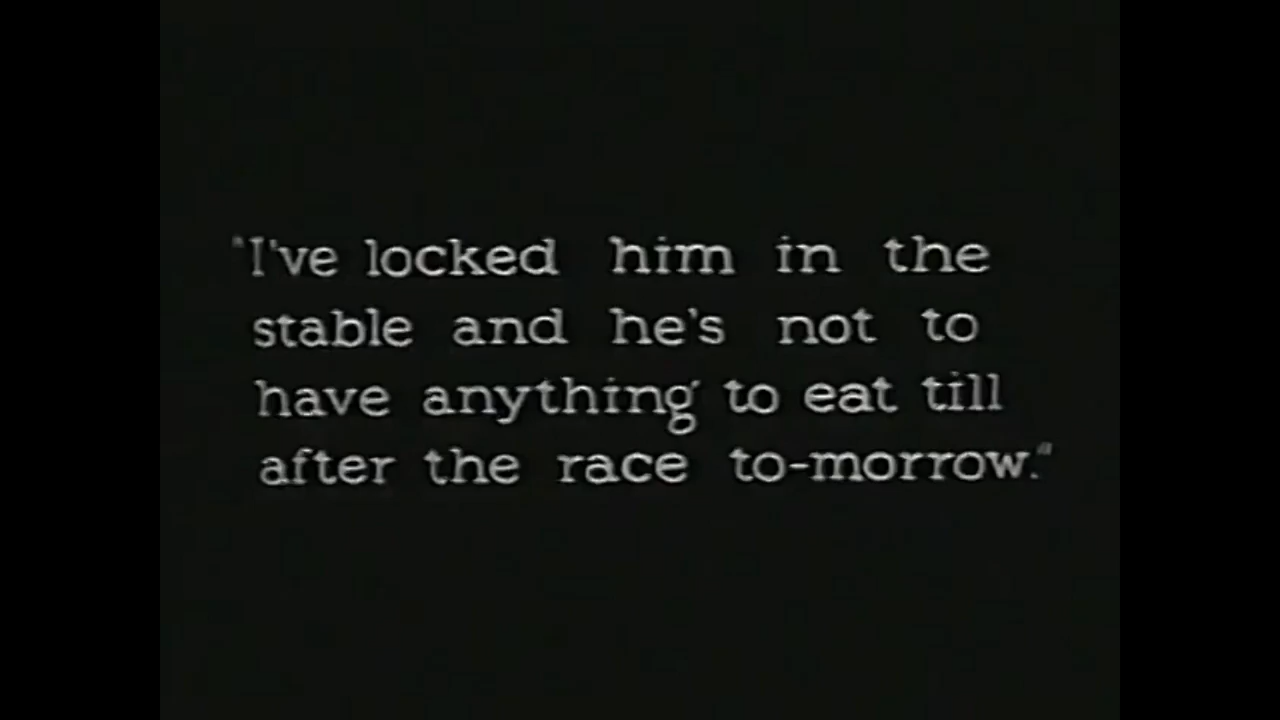 "I've locked him in the
stable and he's not to
have anything to eat till
after the race to-morrow."